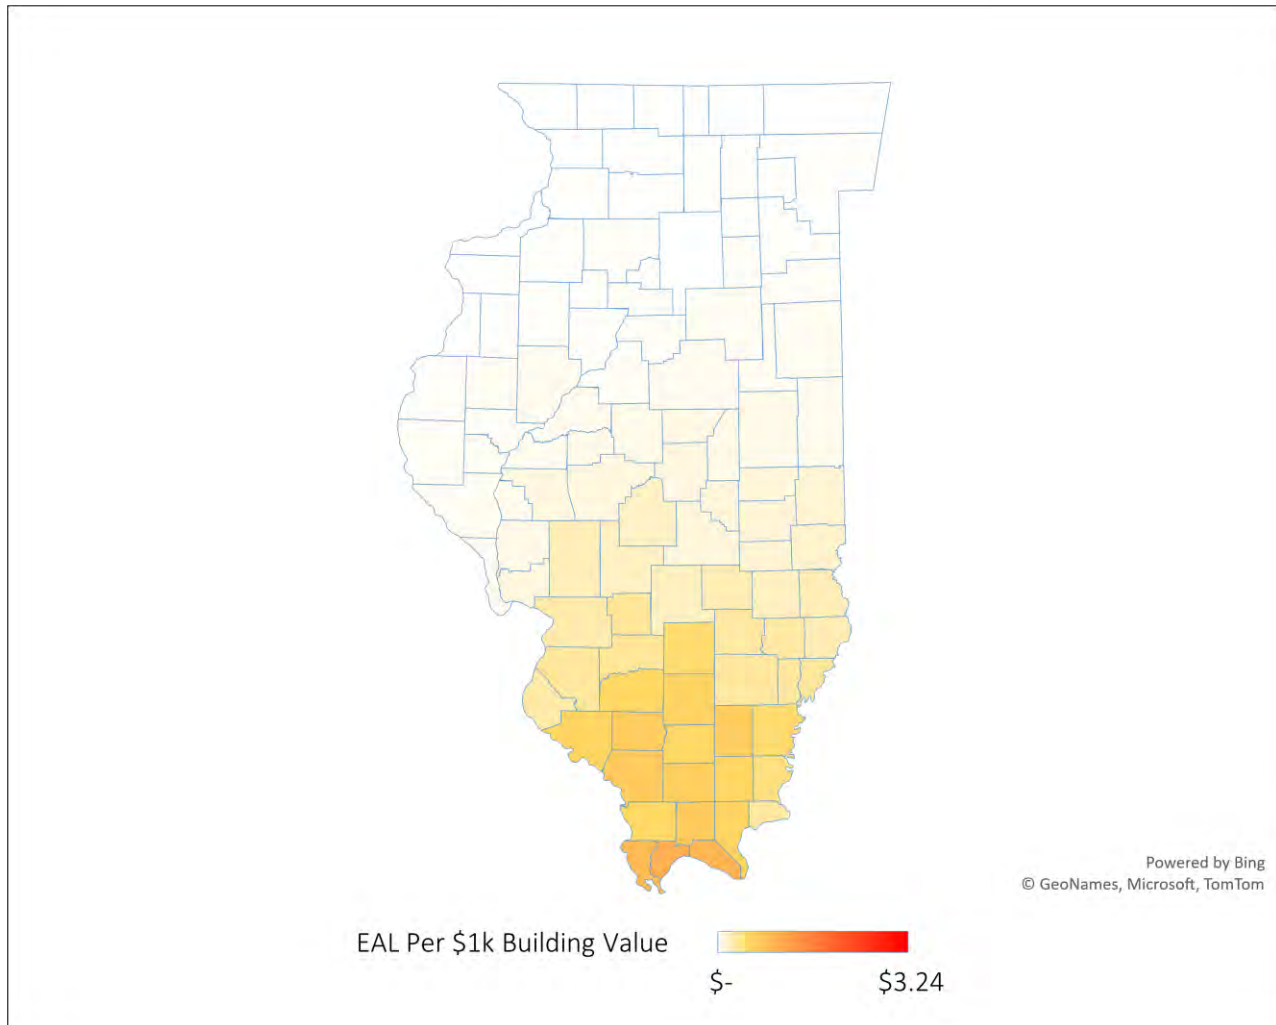 Powered by Bing
© GeoNames, Microsoft, TomTom
EAL Per $1k Building Value
$-
$3.24